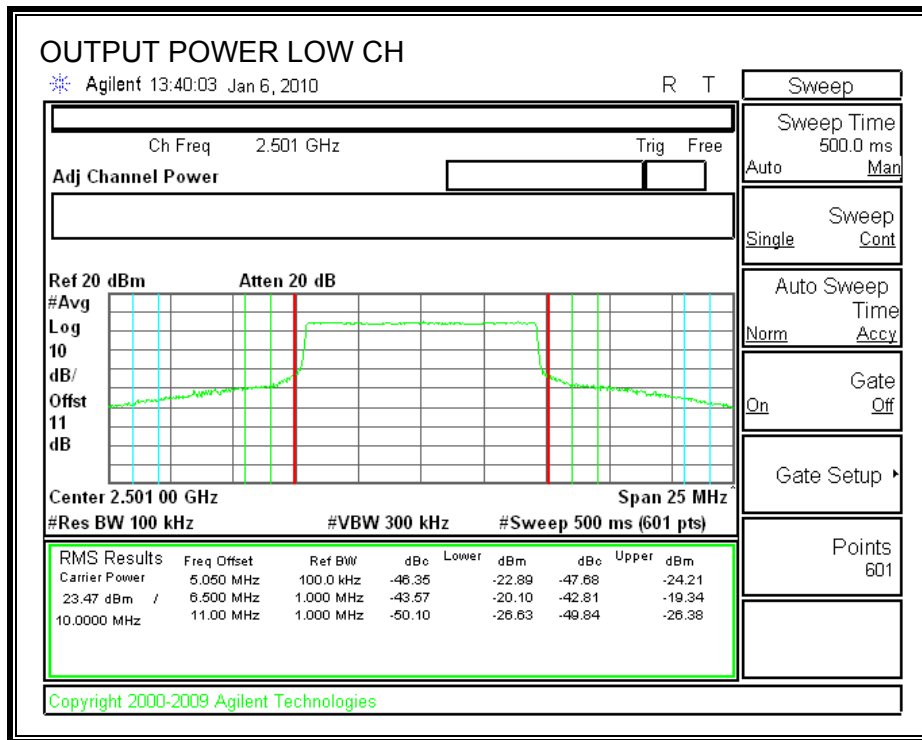 OUTPUT POWER LOW CH
Agilent 13:40:03 Jan 6, 2010 R T
Ch Freq 2.501 GHz Trig Free
Adj Channel Power
Ref 20 dBm Atten 20 dB
#Avg
Log
10
dB/
Offst
11
dB
Center 2.501 00 GHz Span 25 MHz
#Res BW 100 kHz #VBW 300 kHz #Sweep 500 ms (601 pts)
RMS Results Freq Offset Ref BW dBc Lower dBm dBc Upper dBm
Carrier Power 5.050 MHz 100.0 kHz -46.35 -22.89 -47.68 -24.21
23.47 dBm / 6.500 MHz 1.000 MHz -43.57 -20.10 -42.81 -19.34
10.0000 MHz 11.00 MHz 1.000 MHz -50.10 -26.63 -49.84 -26.38
Copyright 2000-2009 Agilent Technologies
Sweep
Sweep Time
500.0 ms
Auto Man
Sweep
Single Cont
Auto Sweep
Time
Norm Accy
Gate
On Off
Gate Setup
Points
601